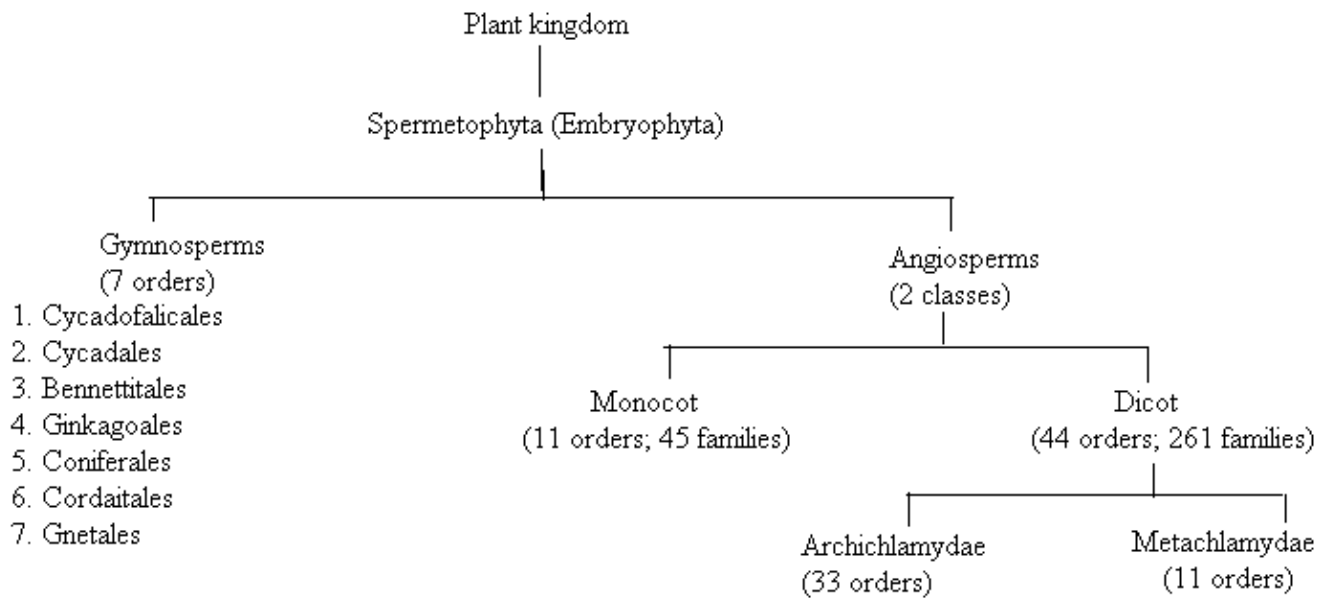 Plant kingdom
Spermetophyta (Embryophyta)
Gymnosperms
(7 orders)
1. Cycadofalicales
2. Cycadales
3. Bennettitales
4. Ginkagoales
5. Coniferales
6. Cordaitales
7. Gnetales
Angiosperms
(2 classes)
Monocot
(11 orders; 45 families)
Dicot
(44 orders; 261 families)
Archichlamydae
(33 orders)
Metachlamydae
(11 orders)